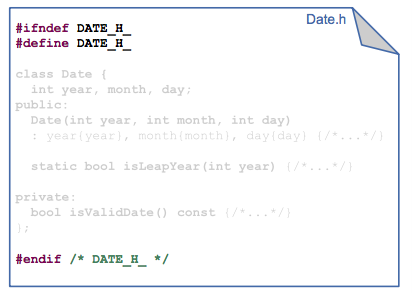 Date.h
#ifndef DATE_H_
#define DATE_H_
class Date {
int year, month, day;
public:
Date(int year, int month, int day)
: year{year}, month{month}, day{day} {/*...*/}
static bool isLeapYear(int year) {/*...*/}
private:
bool isValidDate() const {/*...*/}
};
#endif /* DATE_H_ */